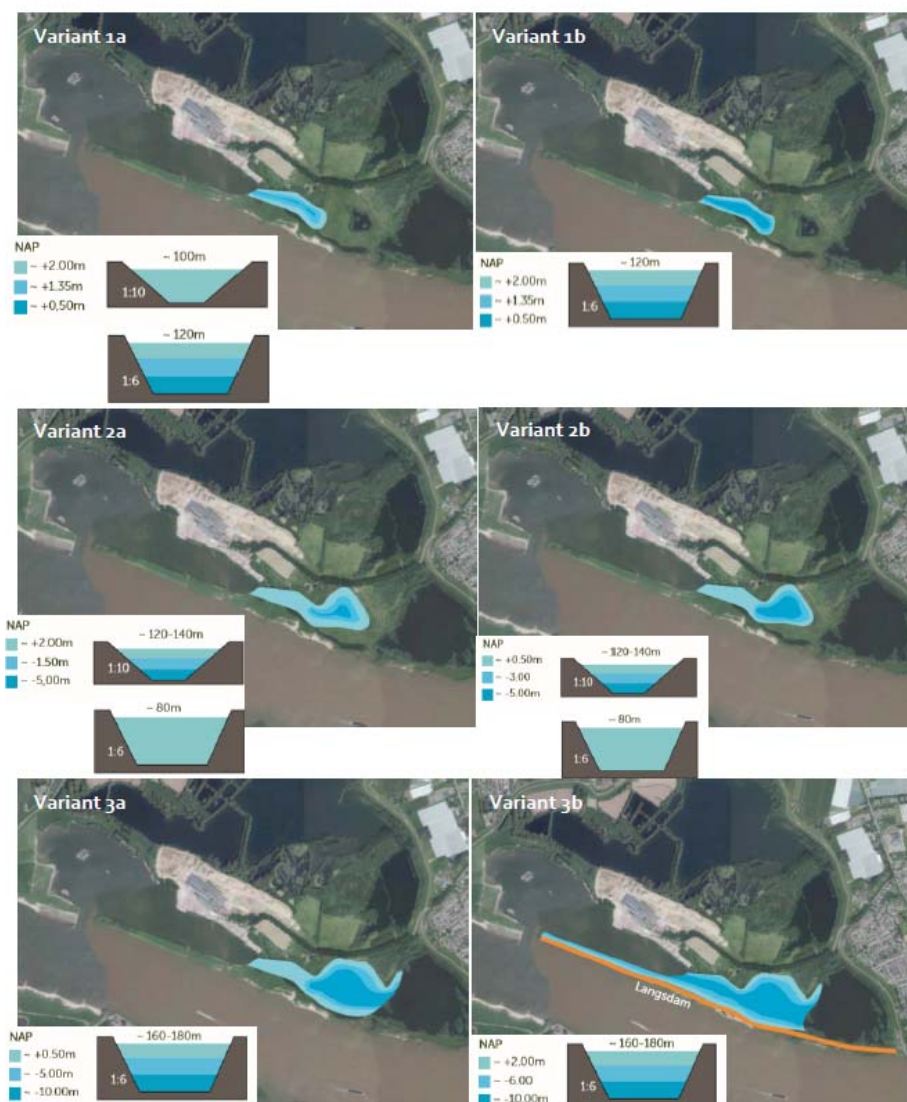 Variant 1a
NAP
~ +2.00m
~ +1.35m
~ +0,50m
~ 100m
1:10
~ 120m
1:6
Variant 1b
NAP
~ +2.00m
~ +1,35m
~ +0.50m
~120m
1:6
Variant 2a
NAP
~ +2.00m
~ -1.50m
~ -5,00m
~ 120-140m
1:10
~ 80m
1:6
Variant 2b
NAP
~ +0.50m
~ -3.00
~ -5.00m
~120-140m
1:10
~80m
1:6
Variant 3a
NAP
~ +0.50m
~ -5.00m
~ -10.00m
~160-180m
1:6
Variant 3b
Langsdam
NAP
~ +2.00m
~ -6.00
~ -10.00m
~160-180m
1:6